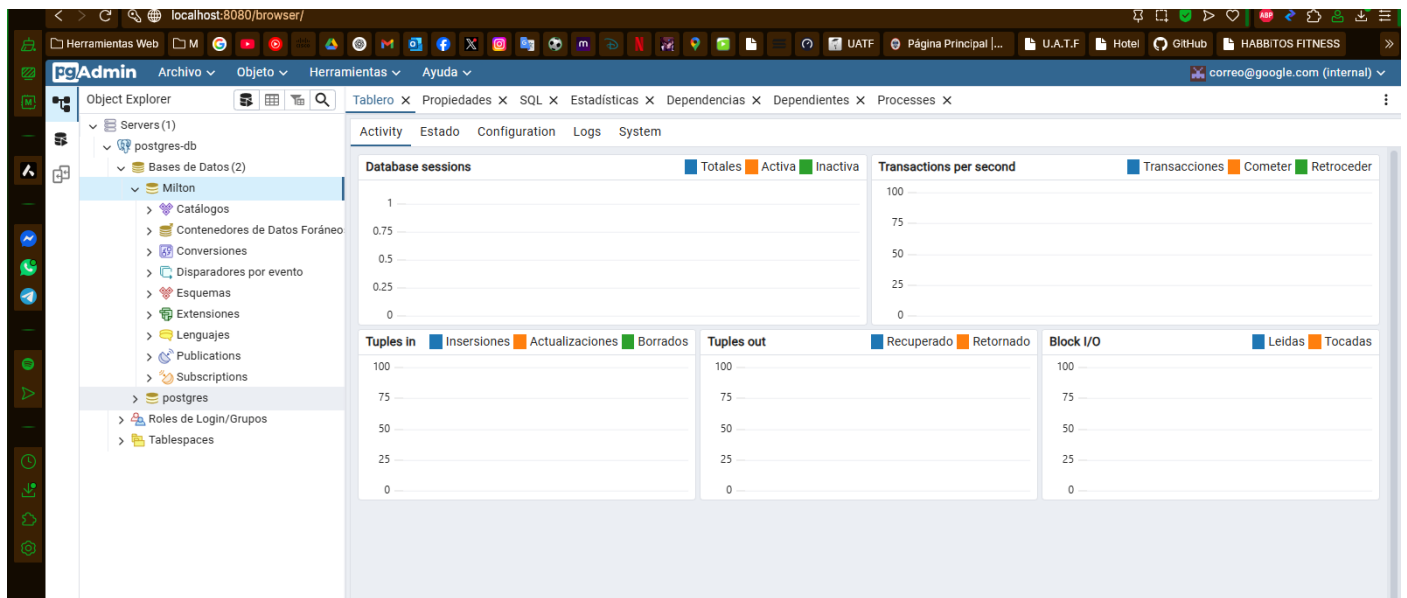 localhost:8080/browser/
ABP
Herramientas Web M UATF Página Principal |... U.A.T.F Hotel GitHub HABBITOS FITNESS »
pgAdmin Archivo Objeto Herramientas Ayuda correo@google.com (internal)
Object Explorer
Tablero Propiedades SQL Estadísticas Dependencias Dependientes Processes
Servers (1)
postgres-db
Bases de Datos (2)
Milton
Catálogos
Contenedores de Datos Foráneo
Conversiones
Disparadores por evento
Esquemas
Extensiones
Lenguajes
Publications
Subscriptions
postgres
Roles de Login/Grupos
Tablespaces
Activity Estado Configuration Logs System
Database sessions Totales Activa Inactiva
1
0.75
0.5
0.25
0
Transactions per second Transacciones Cometer Retroceder
100
75
50
25
0
Tuples in Insersiones Actualizaciones Borrados
100
75
50
25
0
Tuples out Recuperado Retornado
100
75
50
25
0
Block I/O Leidas Tocadas
100
75
50
25
0